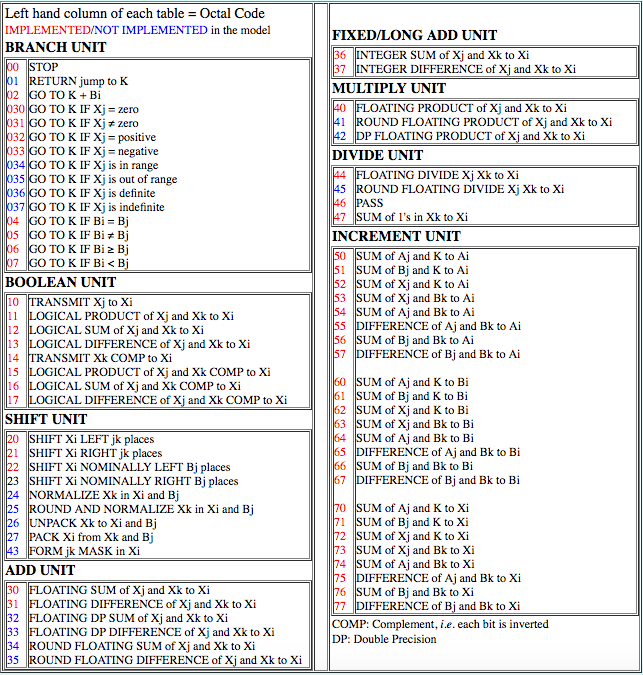 Left hand column of each table = Octal Code
IMPLEMENTED/NOT IMPLEMENTED in the model
BRANCH UNIT
00 STOP
01 RETURN jump to K
02 GO TO K + Bi
030 GO TO K IF Xj = zero
031 GO TO K IF Xj ≠ zero
032 GO TO K IF Xj = positive
033 GO TO K IF Xj = negative
034 GO TO K IF Xj is in range
035 GO TO K IF Xj is out of range
036 GO TO K IF Xj is definite
037 GO TO K IF Xj is indefinite
04 GO TO K IF Bi = Bj
05 GO TO K IF Bi ≠ Bj
06 GO TO K IF Bi ≥ Bj
07 GO TO K IF Bi < Bj
BOOLEAN UNIT
10 TRANSMIT Xj to Xi
11 LOGICAL PRODUCT of Xj and Xk to Xi
12 LOGICAL SUM of Xj and Xk to Xi
13 LOGICAL DIFFERENCE of Xj and Xk to Xi
14 TRANSMIT Xk COMP to Xi
15 LOGICAL PRODUCT of Xj and Xk COMP to Xi
16 LOGICAL SUM of Xj and Xk COMP to Xi
17 LOGICAL DIFFERENCE of Xj and Xk COMP to Xi
SHIFT UNIT
20 SHIFT Xi LEFT jk places
21 SHIFT Xi RIGHT jk places
22 SHIFT Xi NOMINALLY LEFT Bj places
23 SHIFT Xi NOMINALLY RIGHT Bj places
24 NORMALIZE Xk in Xi and Bj
25 ROUND AND NORMALIZE Xk in Xi and Bj
26 UNPACK Xk to Xi and Bj
27 PACK Xi from Xk and Bj
43 FORM jk MASK in Xi
ADD UNIT
30 FLOATING SUM of Xj and Xk to Xi
31 FLOATING DIFFERENCE of Xj and Xk to Xi
32 FLOATING DP SUM of Xj and Xk to Xi
33 FLOATING DP DIFFERENCE of Xj and Xk to Xi
34 ROUND FLOATING SUM of Xj and Xk to Xi
35 ROUND FLOATING DIFFERENCE of Xj and Xk to Xi
FIXED/LONG ADD UNIT
36 INTEGER SUM of Xj and Xk to Xi
37 INTEGER DIFFERENCE of Xj and Xk to Xi
MULTIPLY UNIT
40 FLOATING PRODUCT of Xj and Xk to Xi
41 ROUND FLOATING PRODUCT of Xj and Xk to Xi
42 DP FLOATING PRODUCT of Xj and Xk to Xi
DIVIDE UNIT
44 FLOATING DIVIDE Xj Xk to Xi
45 ROUND FLOATING DIVIDE Xj Xk to Xi
46 PASS
47 SUM of 1's in Xk to Xi
INCREMENT UNIT
50 SUM of Aj and K to Ai
51 SUM of Bj and K to Ai
52 SUM of Xj and K to Ai
53 SUM of Xj and Bk to Ai
54 SUM of Aj and Bk to Ai
55 DIFFERENCE of Aj and Bk to Ai
56 SUM of Bj and Bk to Ai
57 DIFFERENCE of Bj and Bk to Ai
60 SUM of Aj and K to Bi
61 SUM of Bj and K to Bi
62 SUM of Xj and K to Bi
63 SUM of Xj and Bk to Bi
64 SUM of Aj and Bk to Bi
65 DIFFERENCE of Aj and Bk to Bi
66 SUM of Bj and Bk to Bi
67 DIFFERENCE of Bj and Bk to Bi
70 SUM of Aj and K to Xi
71 SUM of Bj and K to Xi
72 SUM of Xj and K to Xi
73 SUM of Xj and Bk to Xi
74 SUM of Aj and Bk to Xi
75 DIFFERENCE of Aj and Bk to Xi
76 SUM of Bj and Bk to Xi
77 DIFFERENCE of Bj and Bk to Xi
COMP: Complement, i.e. each bit is inverted
DP: Double Precision